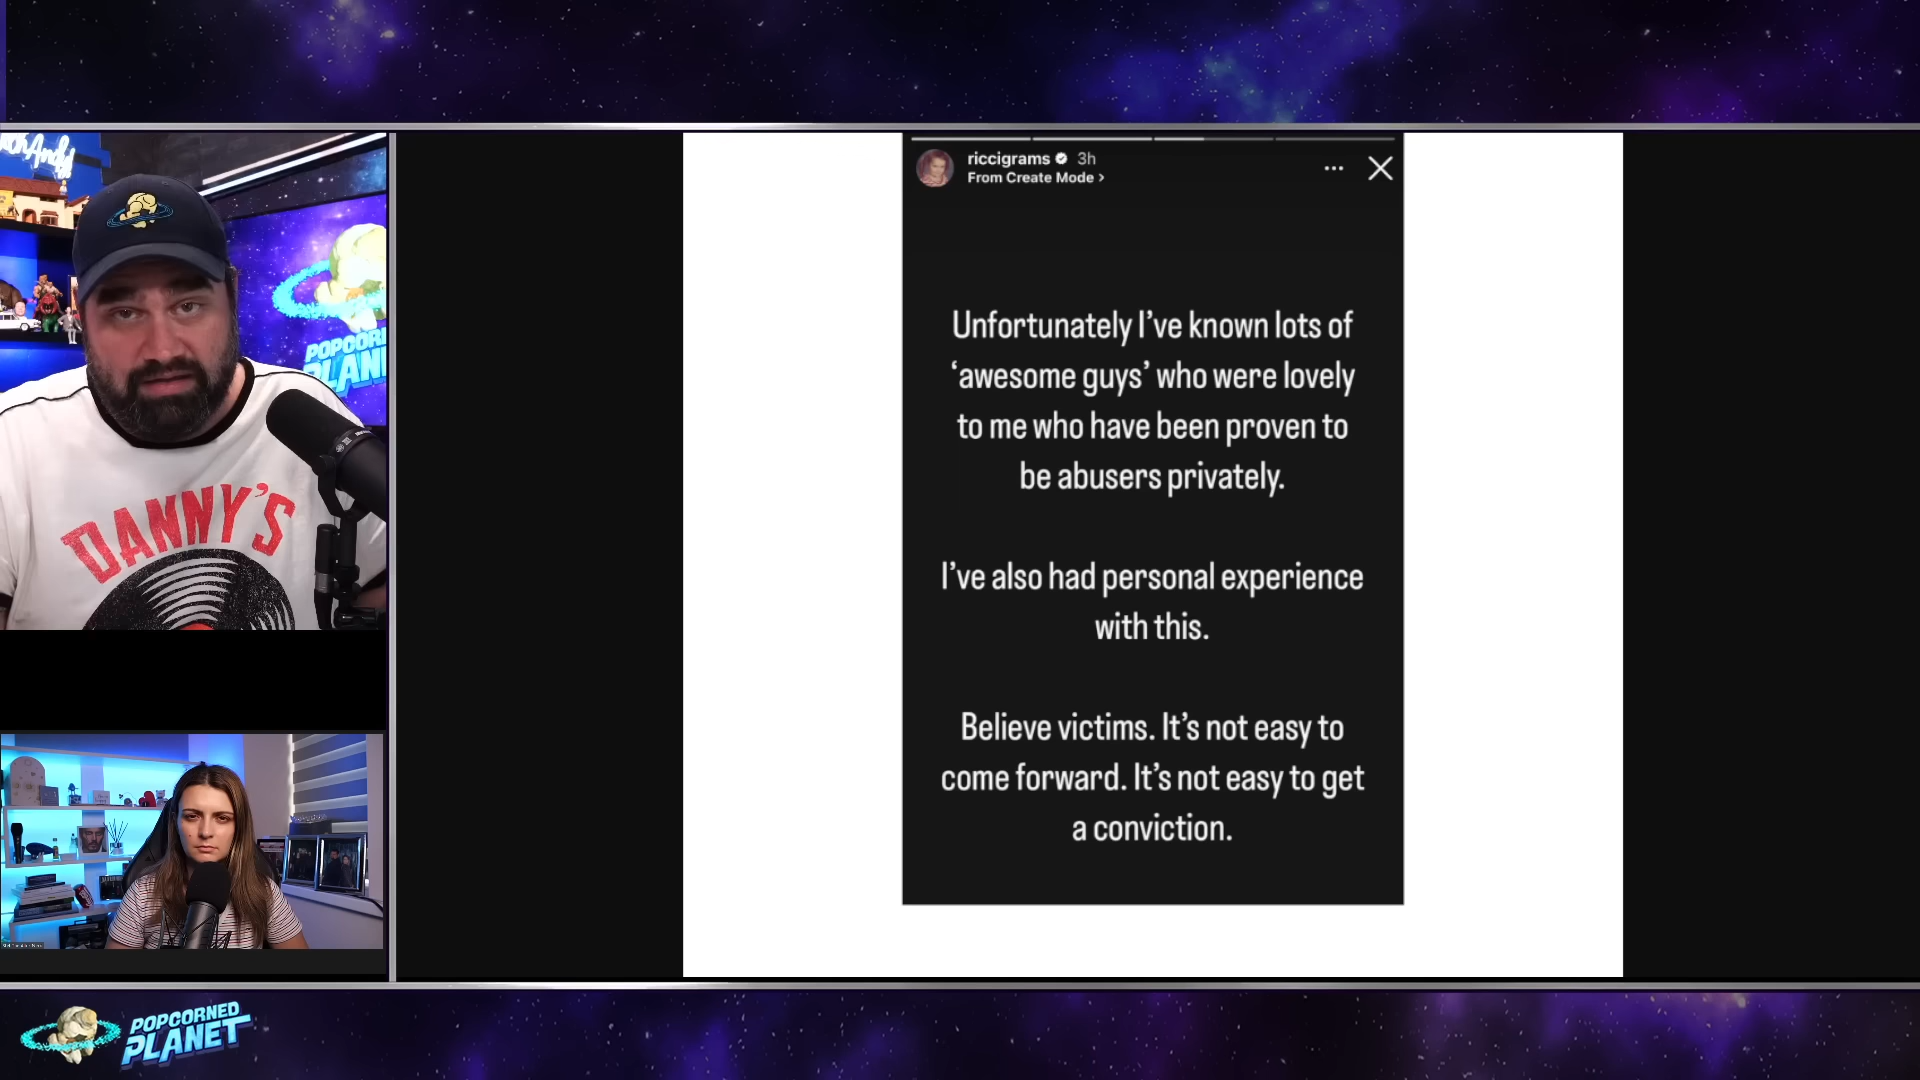 riccigrams 3h
From Create Mode >
Unfortunately I've known lots of
'awesome guys' who were lovely
to me who have been proven to
be abusers privately.
I've also had personal experience
with this.
Believe victims. It's not easy to
come forward. It's not easy to get
a conviction.
POPCORNED
PLAN
DANNY'S
POPCORNED
PLANET